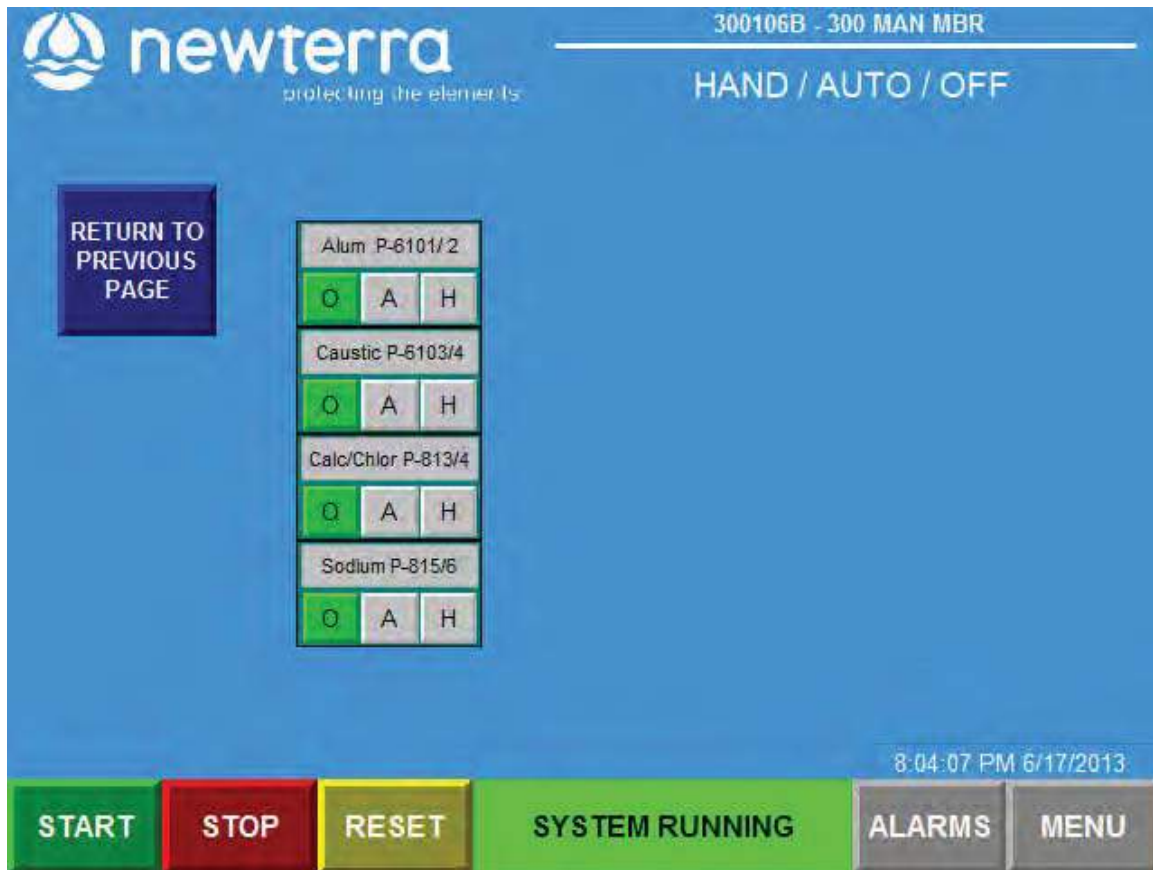 newterra
protecting the elements
300106B - 300 MAN MBR
HAND / AUTO / OFF
RETURN TO
PREVIOUS
PAGE
Alum P-6101/2
O A H
Caustic P-6103/4
O A H
Calc/Chlor P-813/4
O A H
Sodium P-815/6
O A H
8:04:07 PM 6/17/2013
START STOP RESET SYSTEM RUNNING ALARMS MENU